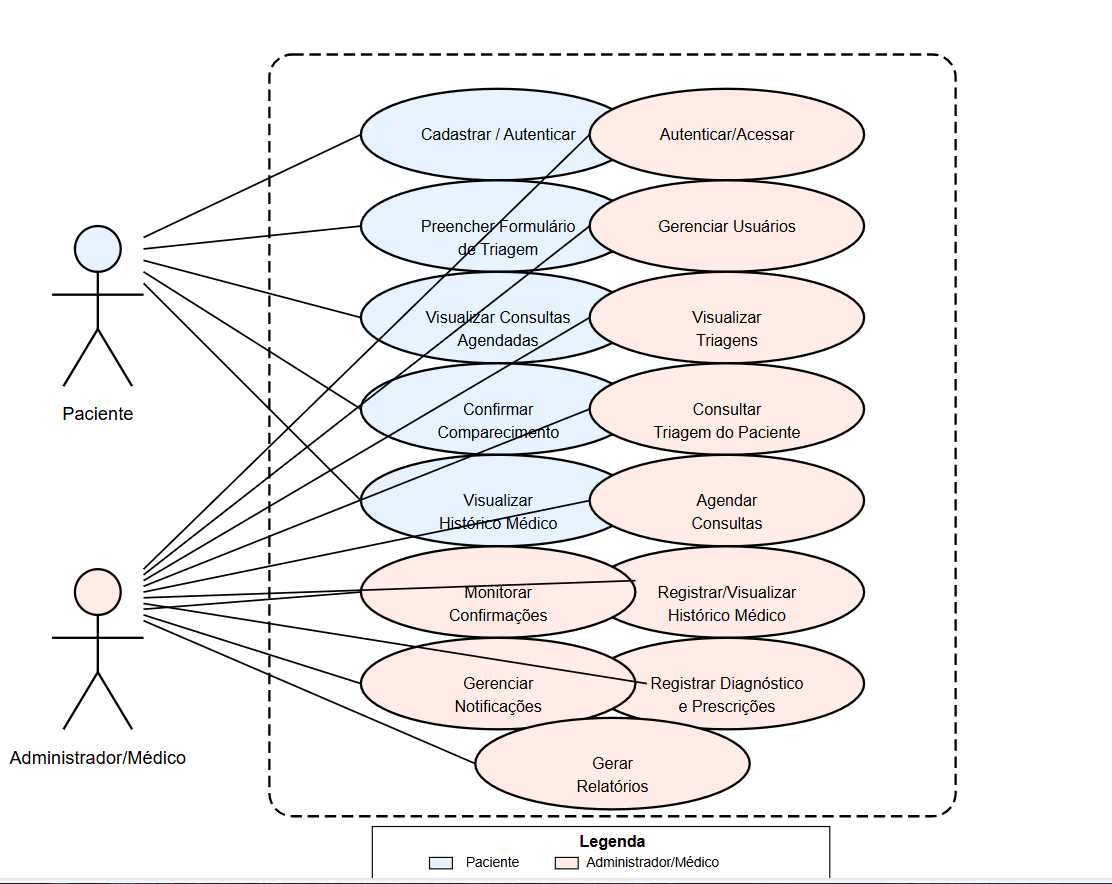 Cadastrar / Autenticar
Autenticar/Acessar
Preencher Formulário
de Triagem
Gerenciar Usuários
Visualizar Consultas
Agendadas
Visualizar
Triagens
Confirmar
Comparecimento
Consultar
Triagem do Paciente
Visualizar
Histórico Médico
Agendar
Consultas
Monitorar
Confirmações
Registrar/Visualizar
Histórico Médico
Gerenciar
Notificações
Registrar Diagnóstico
e Prescrições
Gerar
Relatórios
Paciente
Administrador/Médico
Legenda
Paciente
Administrador/Médico